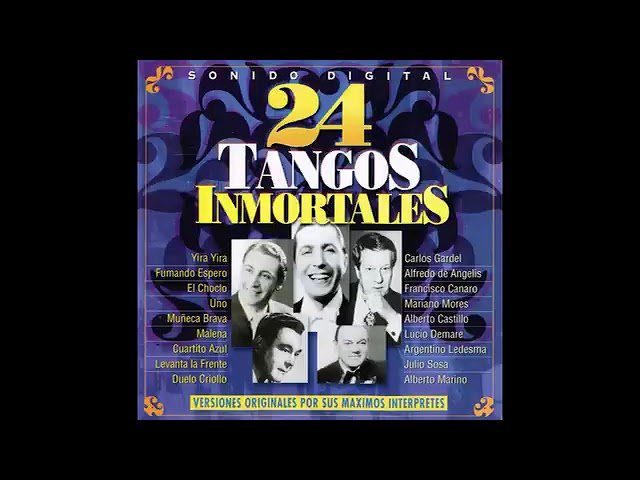 SONIDO DIGITAL
24
TANGOS
INMORTALES
Yira Yira
Fumando Espero
El Choclo
Uno
Muñeca Brava
Malena
Cuartito Azul
Levanta la Frente
Duelo Criollo
Carlos Gardel
Alfredo de Angelis
Francisco Canaro
Mariano Mores
Alberto Castillo
Lucio Demare
Argentino Ledesma
Julio Sosa
Alberto Marino
VERSIONES ORIGINALES POR SUS MAXIMOS INTERPRETES